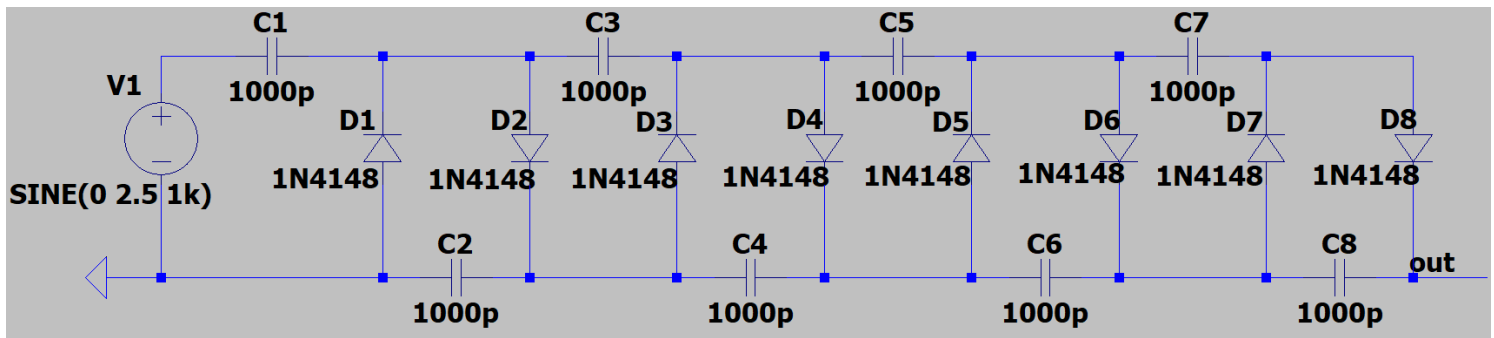 C1
C3
C5
C7
V1
1000p
1000p
1000p
1000p
D1
D2
D3
D4
D5
D6
D7
D8
1N4148
1N4148
1N4148
1N4148
1N4148
1N4148
1N4148
1N4148
SINE(0 2.5 1k)
C2
C4
C6
C8
out
1000p
1000p
1000p
1000p